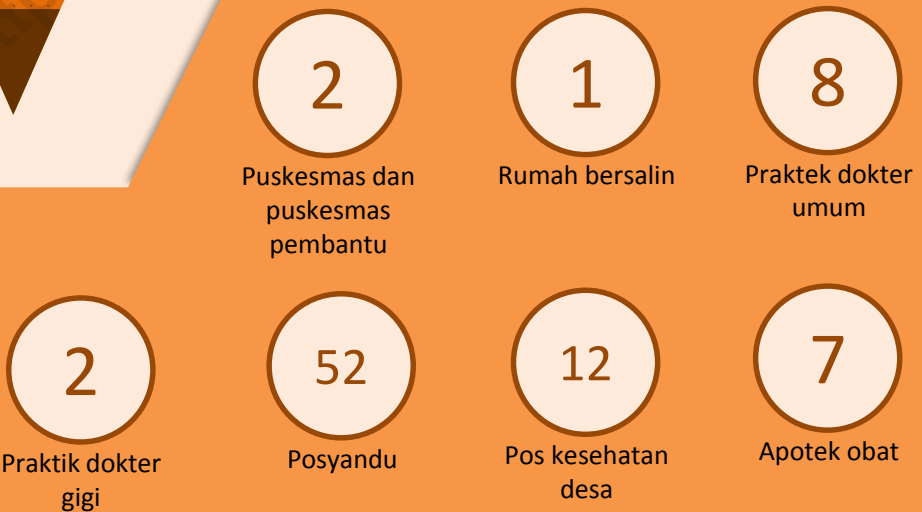 2
Puskesmas dan
puskesmas
pembantu
1
Rumah bersalin
8
Praktek dokter
umum
2
Praktik dokter
gigi
52
Posyandu
12
Pos kesehatan
desa
7
Apotek obat